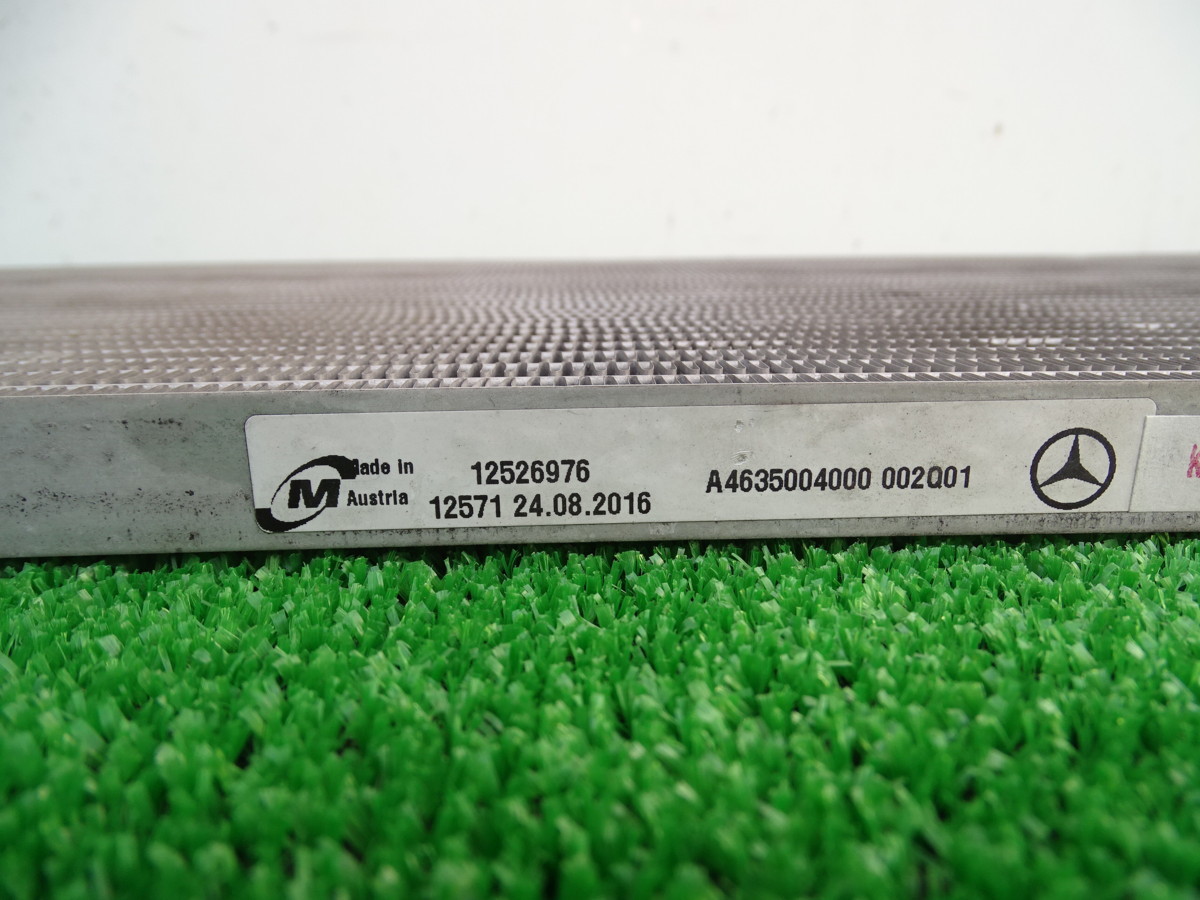 M
Made in
Austria
12526976
12571 24.08.2016
A4635004000 002Q01
K